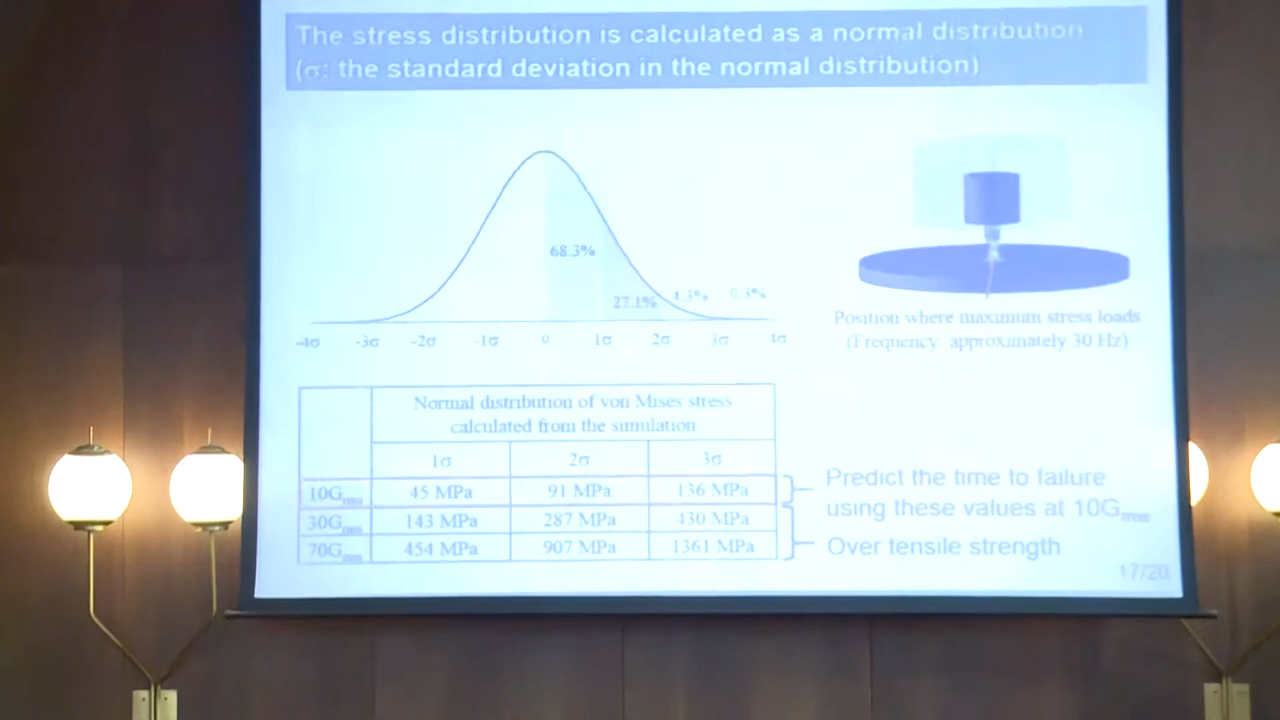 The stress distribution is calculated as a normal distribution
(σ: the standard deviation in the normal distribution)
68.3%
27.1%
4.3%
0.3%
-4σ -3σ -2σ -1σ 0 1σ 2σ 3σ 4σ
Position where maximum stress loads
(Frequency: approximately 30 Hz)
Normal distribution of von Mises stress
calculated from the simulation
1σ 2σ 3σ
10Grms 45 MPa 91 MPa 136 MPa
30Grms 143 MPa 287 MPa 430 MPa
70Grms 454 MPa 907 MPa 1361 MPa
Predict the time to failure
using these values at 10Grms
Over tensile strength
17/20